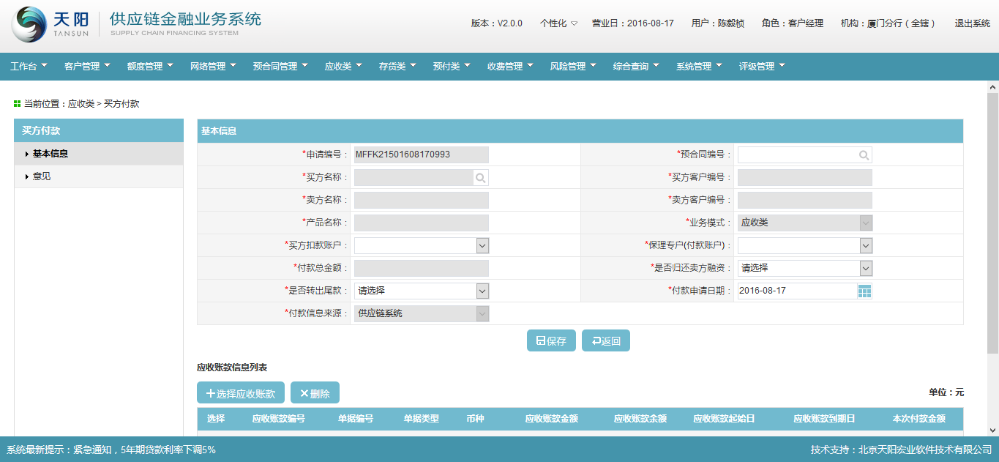 天阳 TANSUN 供应链金融业务系统 SUPPLY CHAIN FINANCING SYSTEM
版本：V2.0.0 个性化 营业日：2016-08-17 用户：陈毅桢 角色：客户经理 机构：厦门分行（全辖） 退出系统
工作台 客户管理 额度管理 网络管理 预合同管理 应收类 存货类 预付类 收费管理 风险管理 综合查询 系统管理 评级管理
当前位置：应收类 > 买方付款
买方付款
基本信息
意见
基本信息
*申请编号： MFFK21501608170993 *预合同编号：
*买方名称： *买方客户编号：
*卖方名称： *卖方客户编号：
*产品名称： *业务模式： 应收类
*买方扣款账户： *保理专户(付款账户)：
*付款总金额： *是否归还卖方融资： 请选择
*是否转出尾款： 请选择 *付款申请日期： 2016-08-17
*付款信息来源： 供应链系统
保存 返回
应收账款信息列表
选择应收账款 删除 单位：元
选择 应收账款编号 单据编号 单据类型 币种 应收账款金额 应收账款余额 应收账款起始日 应收账款到期日 本次付款金额
系统最新提示：紧急通知，5年期贷款利率下调5% 技术支持：北京天阳宏业软件技术有限公司